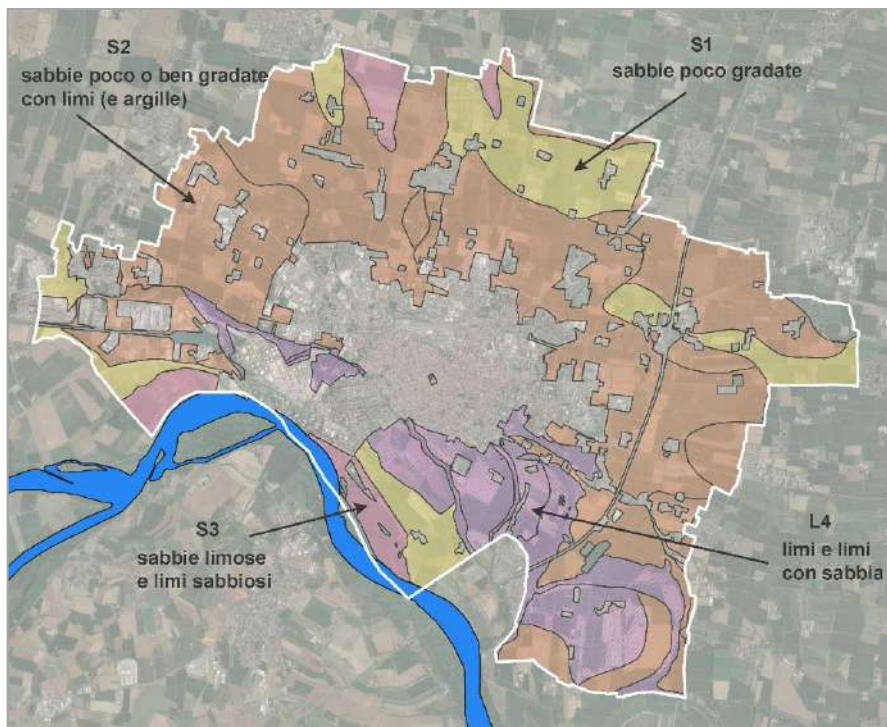 S2
sabbie poco o ben gradate
con limi (e argille)
S1
sabbie poco gradate
S3
sabbie limose
e limi sabbiosi
L4
limi e limi
con sabbia